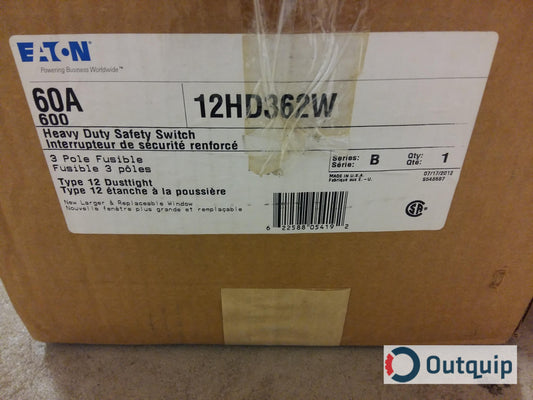 EATON
Powering Business Worldwide™
60A
600
12HD362W
Heavy Duty Safety Switch
Interrupteur de sécurité renforcé
3 Pole Fusible
Fusible 3 pôles
Type 12 Dusttight
Type 12 étanche à la poussière
New Larger & Replaceable Window
Nouvelle fenêtre plus grande et remplaçable
Series:
Série:
B
Qty:
Qté:
1
MADE IN U.S.A.
Fabriqué aux E.-U.
07/17/2012
6 22588 05419 2
Outquip